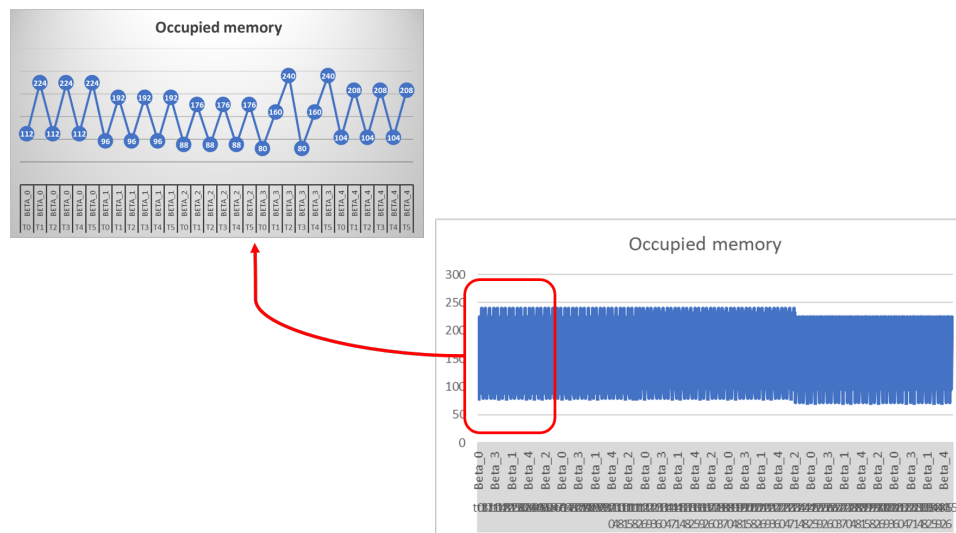 Occupied memory
240 240
224 224 224
208 208 208
192 192 192
176 176 176
160 160
112 112 112
104 104 104
96 96 96
88 88 88
80 80
BETA_0 BETA_0 BETA_0 BETA_0 BETA_0 BETA_0 BETA_1 BETA_1 BETA_1 BETA_1 BETA_1 BETA_1 BETA_2 BETA_2 BETA_2 BETA_2 BETA_2 BETA_2 BETA_3 BETA_3 BETA_3 BETA_3 BETA_3 BETA_3 BETA_4 BETA_4 BETA_4 BETA_4 BETA_4 BETA_4
T0 T1 T2 T3 T4 T5 T0 T1 T2 T3 T4 T5 T0 T1 T2 T3 T4 T5 T0 T1 T2 T3 T4 T5 T0 T1 T2 T3 T4 T5
Occupied memory
300
250
200
150
100
50
0
Beta_0 Beta_3 Beta_1 Beta_4 Beta_2 Beta_0 Beta_3 Beta_1 Beta_4 Beta_2 Beta_0 Beta_3 Beta_1 Beta_4 Beta_2 Beta_0 Beta_3 Beta_1 Beta_4 Beta_2 Beta_0 Beta_3 Beta_1 Beta_4 Beta_2 Beta_0 Beta_3 Beta_1 Beta_4